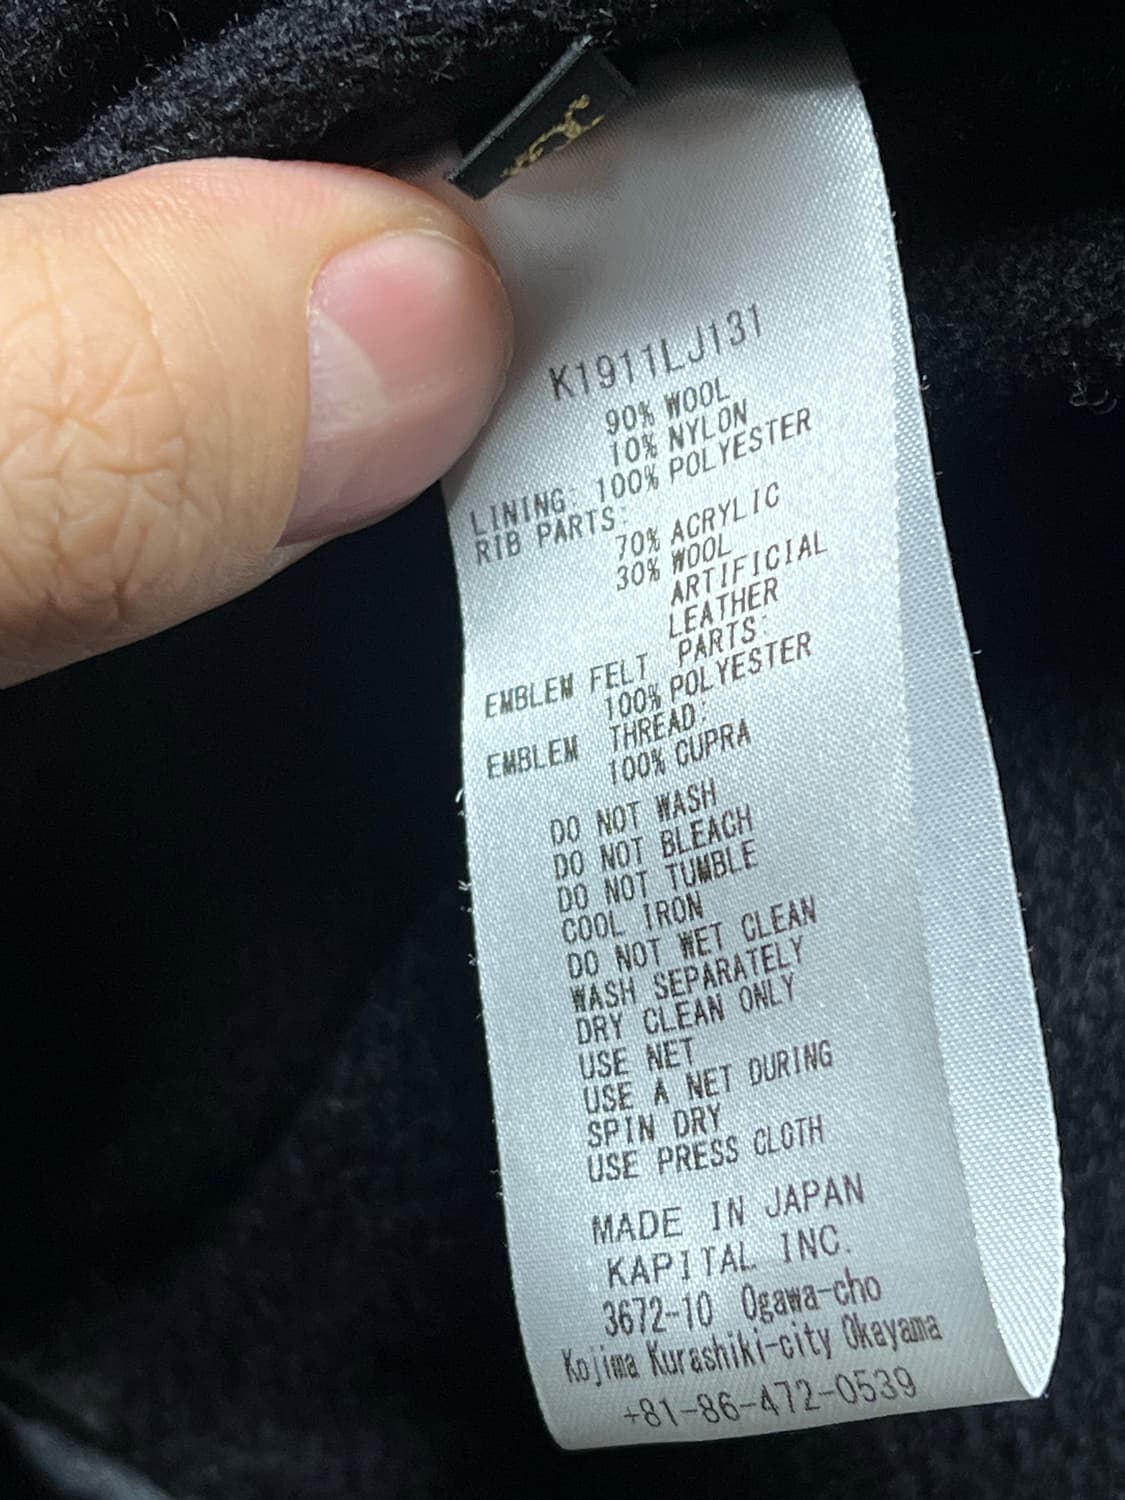 K1911LJ131
90% WOOL
10% NYLON
LINING: 100% POLYESTER
RIB PARTS:
70% ACRYLIC
30% WOOL
ARTIFICIAL
LEATHER
PARTS:
EMBLEM FELT
100% POLYESTER
EMBLEM THREAD:
100% CUPRA
DO NOT WASH
DO NOT BLEACH
DO NOT TUMBLE
COOL IRON
DO NOT WET CLEAN
WASH SEPARATELY
DRY CLEAN ONLY
USE NET
USE A NET DURING
SPIN DRY
USE PRESS CLOTH
MADE IN JAPAN
KAPITAL INC.
3672-10 Ogawa-cho
Kojima Kurashiki-city Okayama
+81-86-472-0539